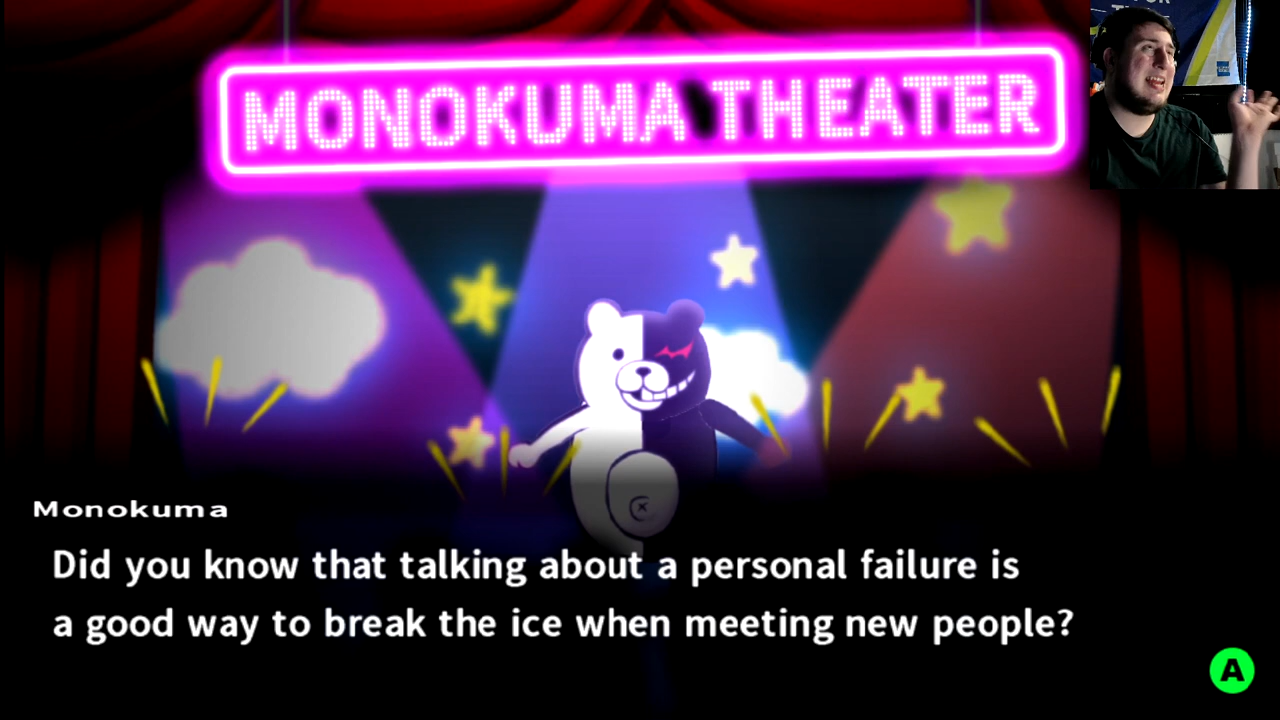 MONOKUMA THEATER
Monokuma
Did you know that talking about a personal failure is
a good way to break the ice when meeting new people?
A